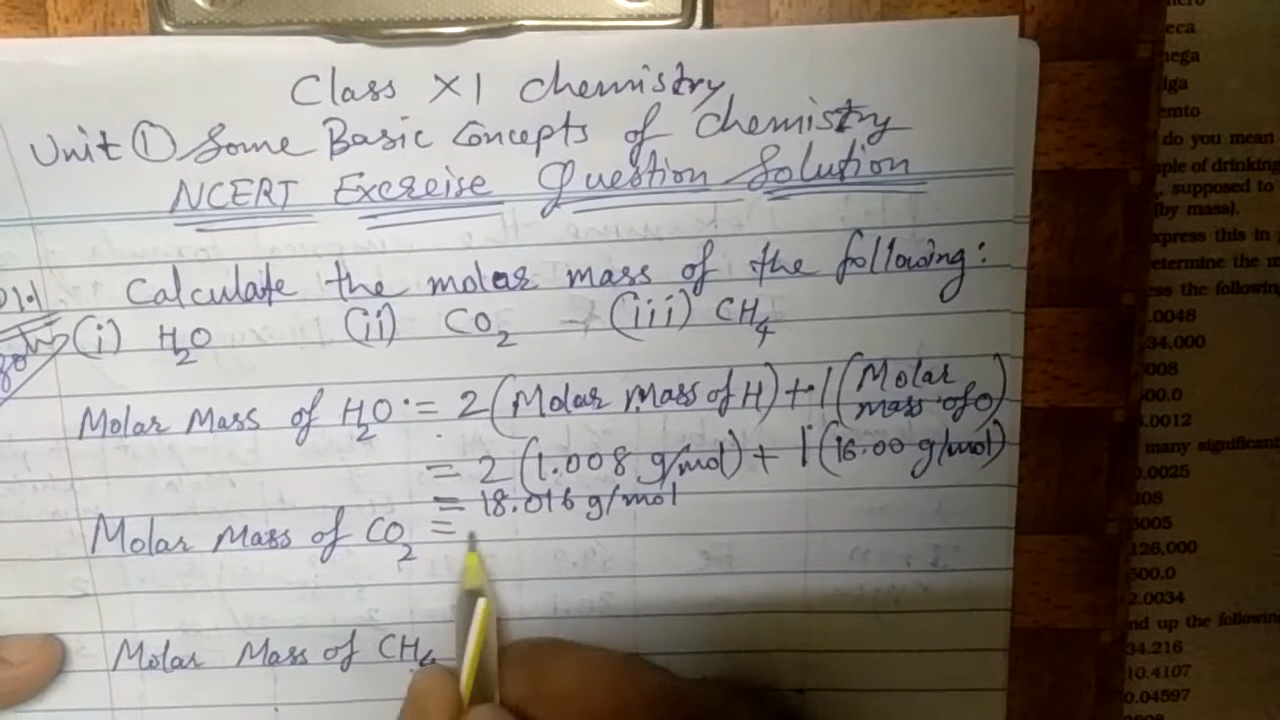 Class XI Chemistry
Unit ① Some Basic Concepts of Chemistry
NCERT Excreise Question Solution
Calculate the molar mass of the following:
(i) H₂O (ii) CO₂ (iii) CH₄
Molar Mass of H₂O = 2 (Molar Mass of H) + 1 (Molar mass of O)
= 2 (1.008 g/mol) + 1 (16.00 g/mol)
= 18.016 g/mol
Molar Mass of CO₂ =
Molar Mass of CH₄
eca
lga
emto
do you mean
ple of drinking
, supposed to
(by mass).
xpress this in
etermine the
ess the following
.0048
34,000
008
00.0
.0012
many significant
0.0025
208
5005
126,000
500.0
2.0034
nd up the following
34.216
10.4107
0.04597